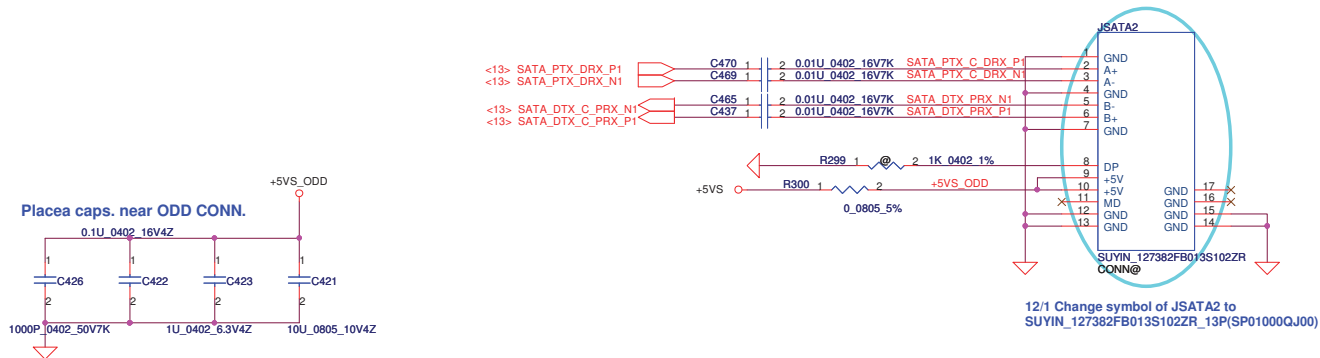 JSATA2
<13> SATA_PTX_DRX_P1 C470 1 2 0.01U_0402_16V7K SATA_PTX_C_DRX_P1
<13> SATA_PTX_DRX_N1 C469 1 2 0.01U_0402_16V7K SATA_PTX_C_DRX_N1
<13> SATA_DTX_C_PRX_N1 C465 1 2 0.01U_0402_16V7K SATA_DTX_PRX_N1
<13> SATA_DTX_C_PRX_P1 C437 1 2 0.01U_0402_16V7K SATA_DTX_PRX_P1
1 GND
2 A+
3 A-
4 GND
5 B-
6 B+
7 GND
R299 1 @ 2 1K_0402_1%
+5VS R300 1 2 +5VS_ODD
0_0805_5%
8 DP
9 +5V
10 +5V
11 MD
12 GND
13 GND
GND 17
GND 16
GND 15
GND 14
SUYIN_127382FB013S102ZR
CONN@
12/1 Change symbol of JSATA2 to
SUYIN_127382FB013S102ZR_13P(SP01000QJ00)
+5VS_ODD
Placea caps. near ODD CONN.
0.1U_0402_16V4Z
1 1 1 1
C426 C422 C423 C421
2 2 2 2
1000P_0402_50V7K 1U_0402_6.3V4Z 10U_0805_10V4Z